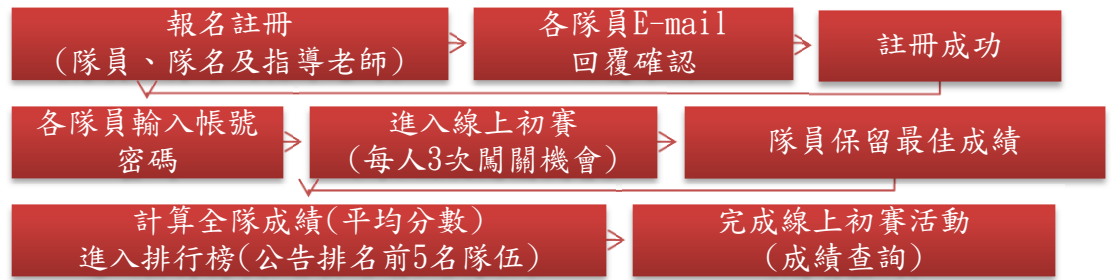 報名註冊
(隊員、隊名及指導老師)
各隊員E-mail
回覆確認
註冊成功
各隊員輸入帳號
密碼
進入線上初賽
(每人3次闖關機會)
隊員保留最佳成績
計算全隊成績(平均分數)
進入排行榜(公告排名前5名隊伍)
完成線上初賽活動
(成績查詢)